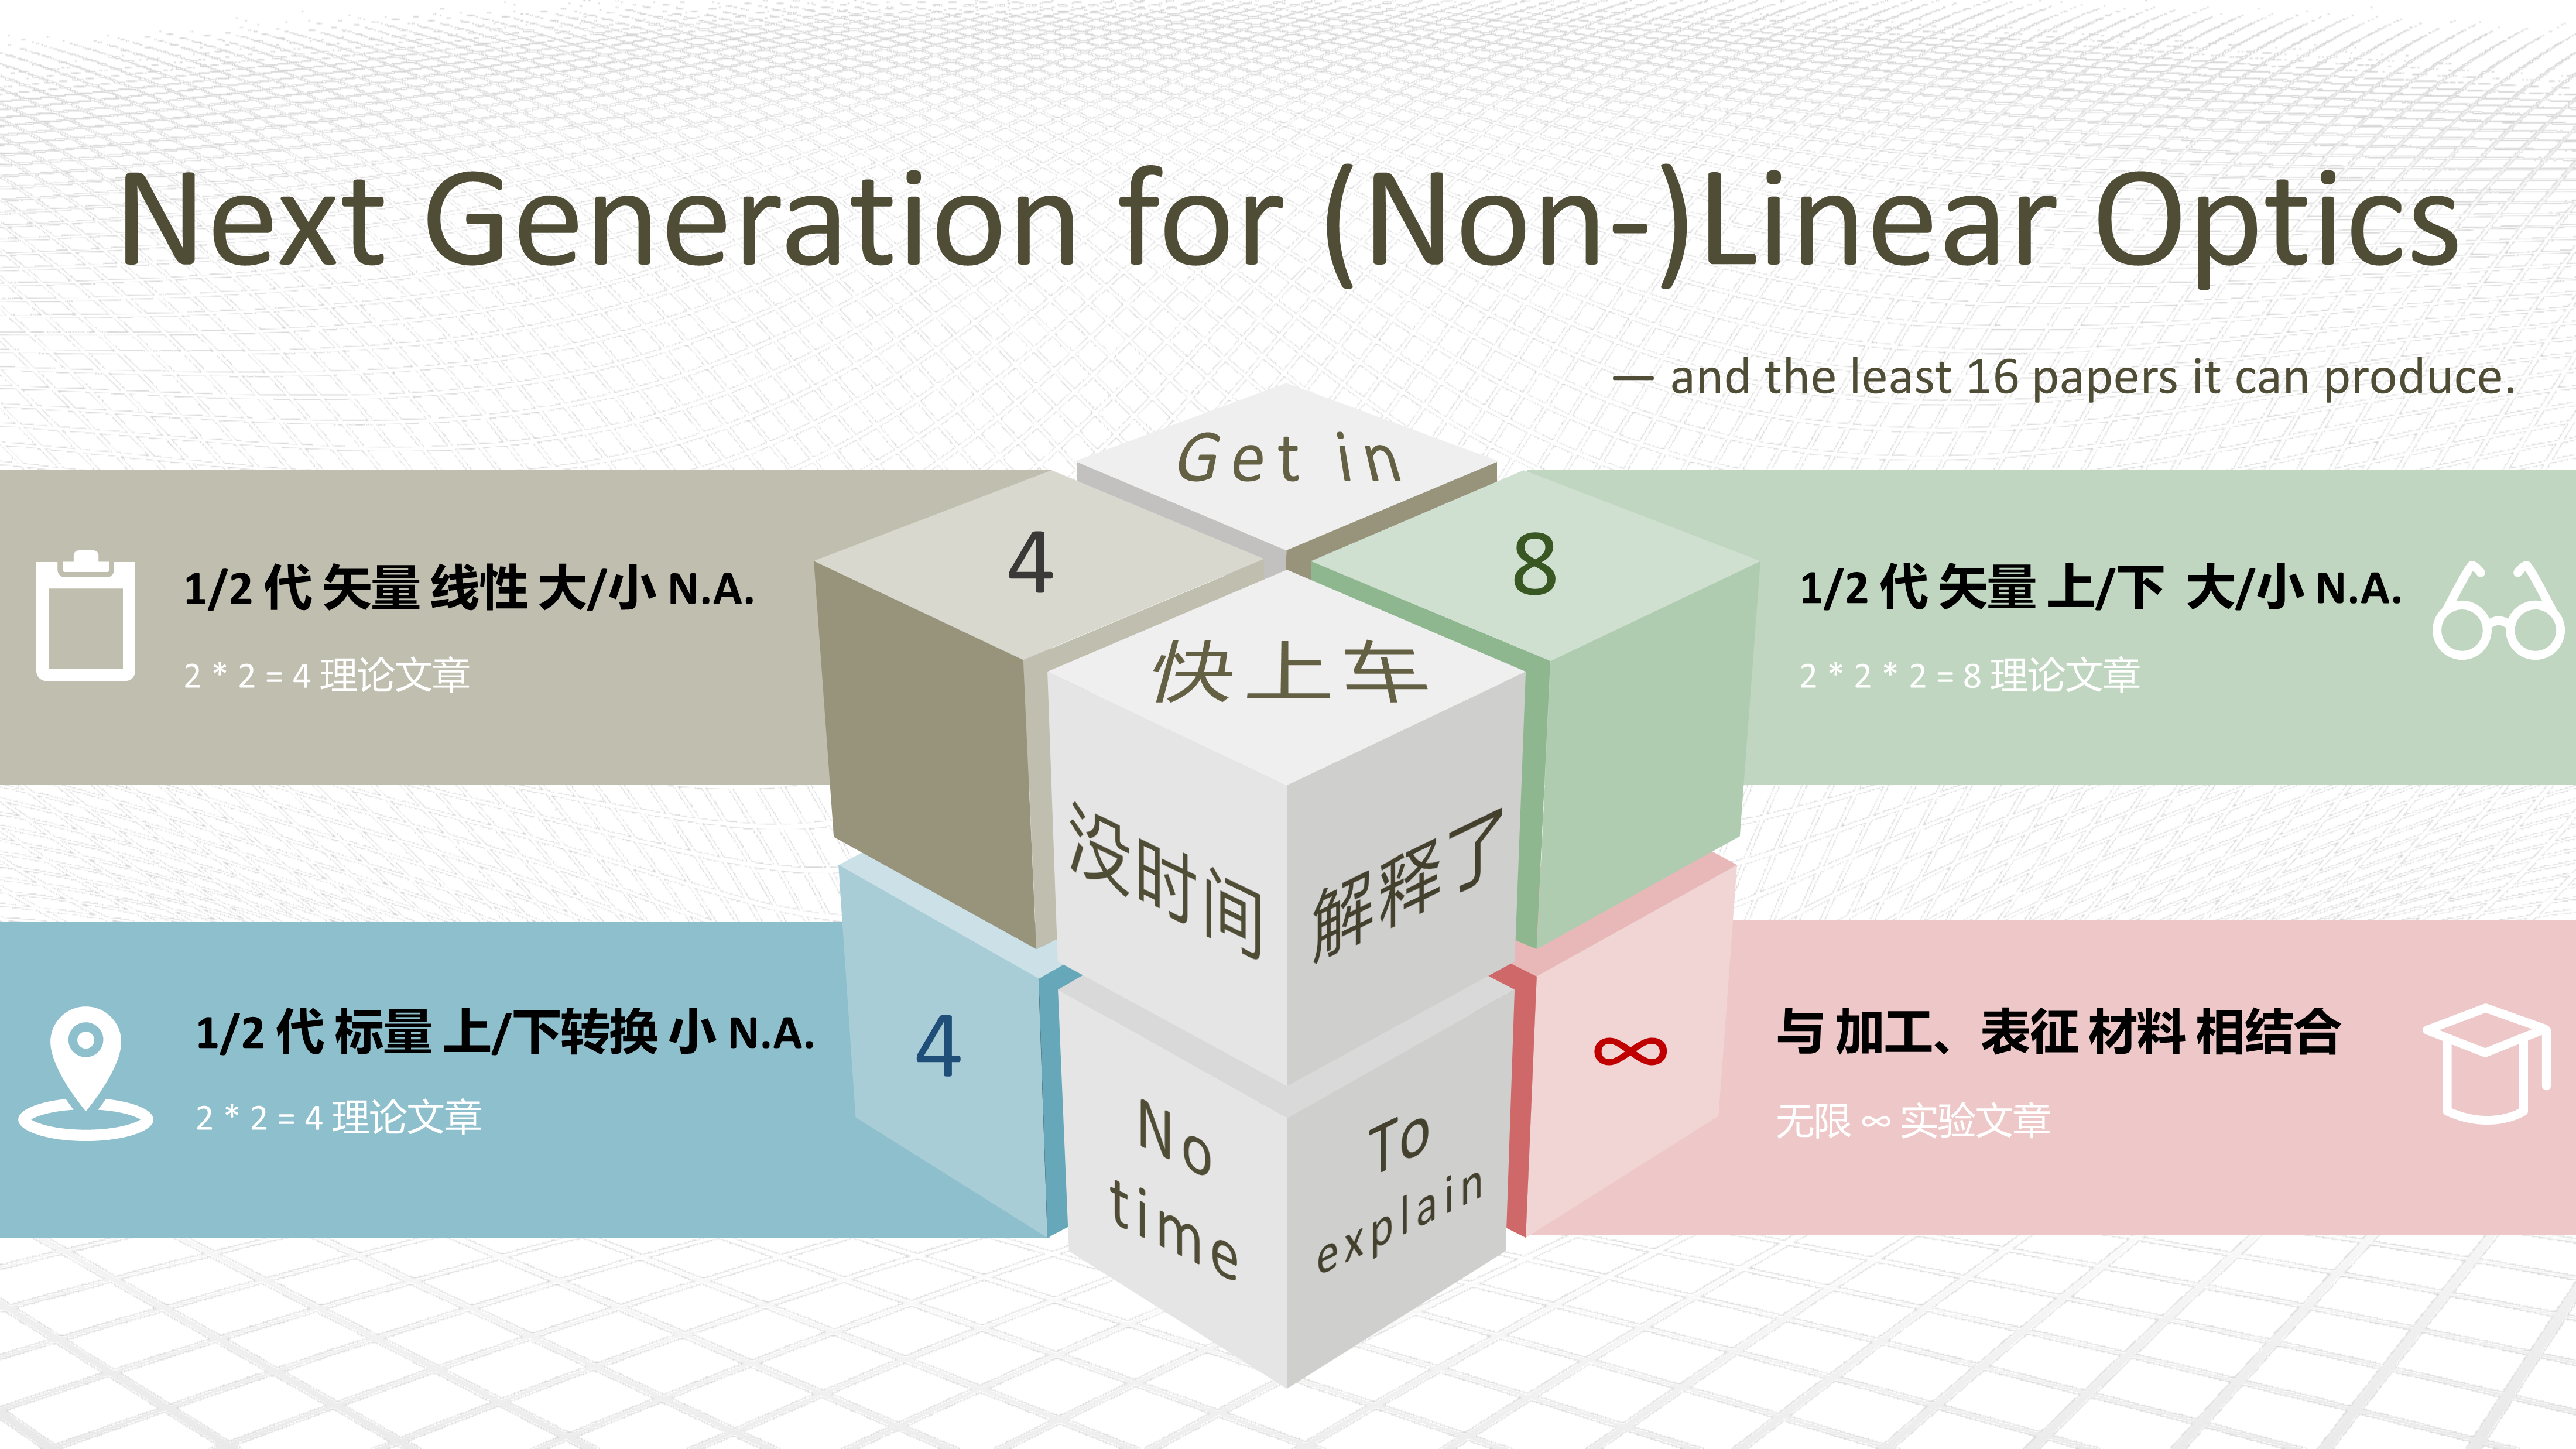 Next Generation for (Non-)Linear Optics
— and the least 16 papers it can produce.
Get in
4
8
1/2 代 矢量 线性 大/小 N.A.
2 * 2 = 4 理论文章
1/2 代 矢量 上/下 大/小 N.A.
2 * 2 * 2 = 8 理论文章
快上车
没时间
解释了
1/2 代 标量 上/下转换 小 N.A.
2 * 2 = 4 理论文章
4
∞
与 加工、表征 材料 相结合
无限 ∞ 实验文章
No
time
To
explain